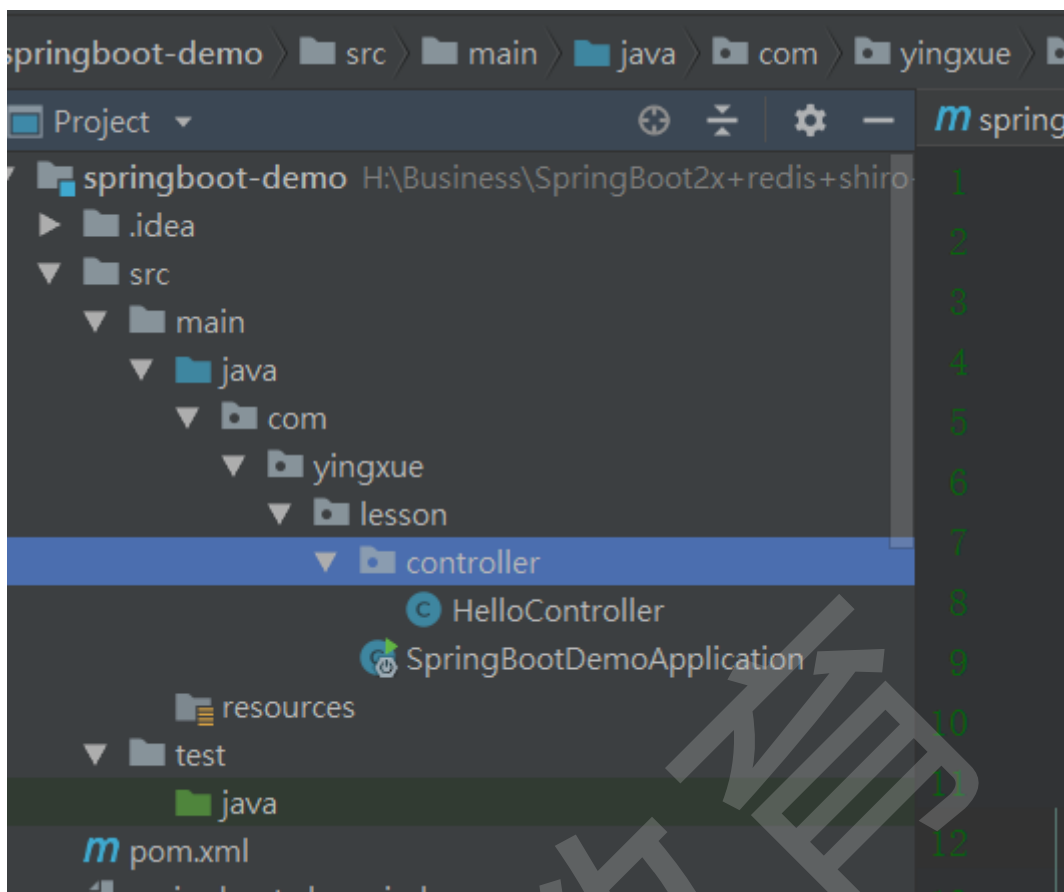 springboot-demo src main java com yingxue
Project
springboot-demo H:\Business\SpringBoot2x+redis+shiro-
.idea
src
main
java
com
yingxue
lesson
controller
HelloController
SpringBootDemoApplication
resources
test
java
pom.xml
spring
1
2
3
4
5
6
7
8
9
10
11
12